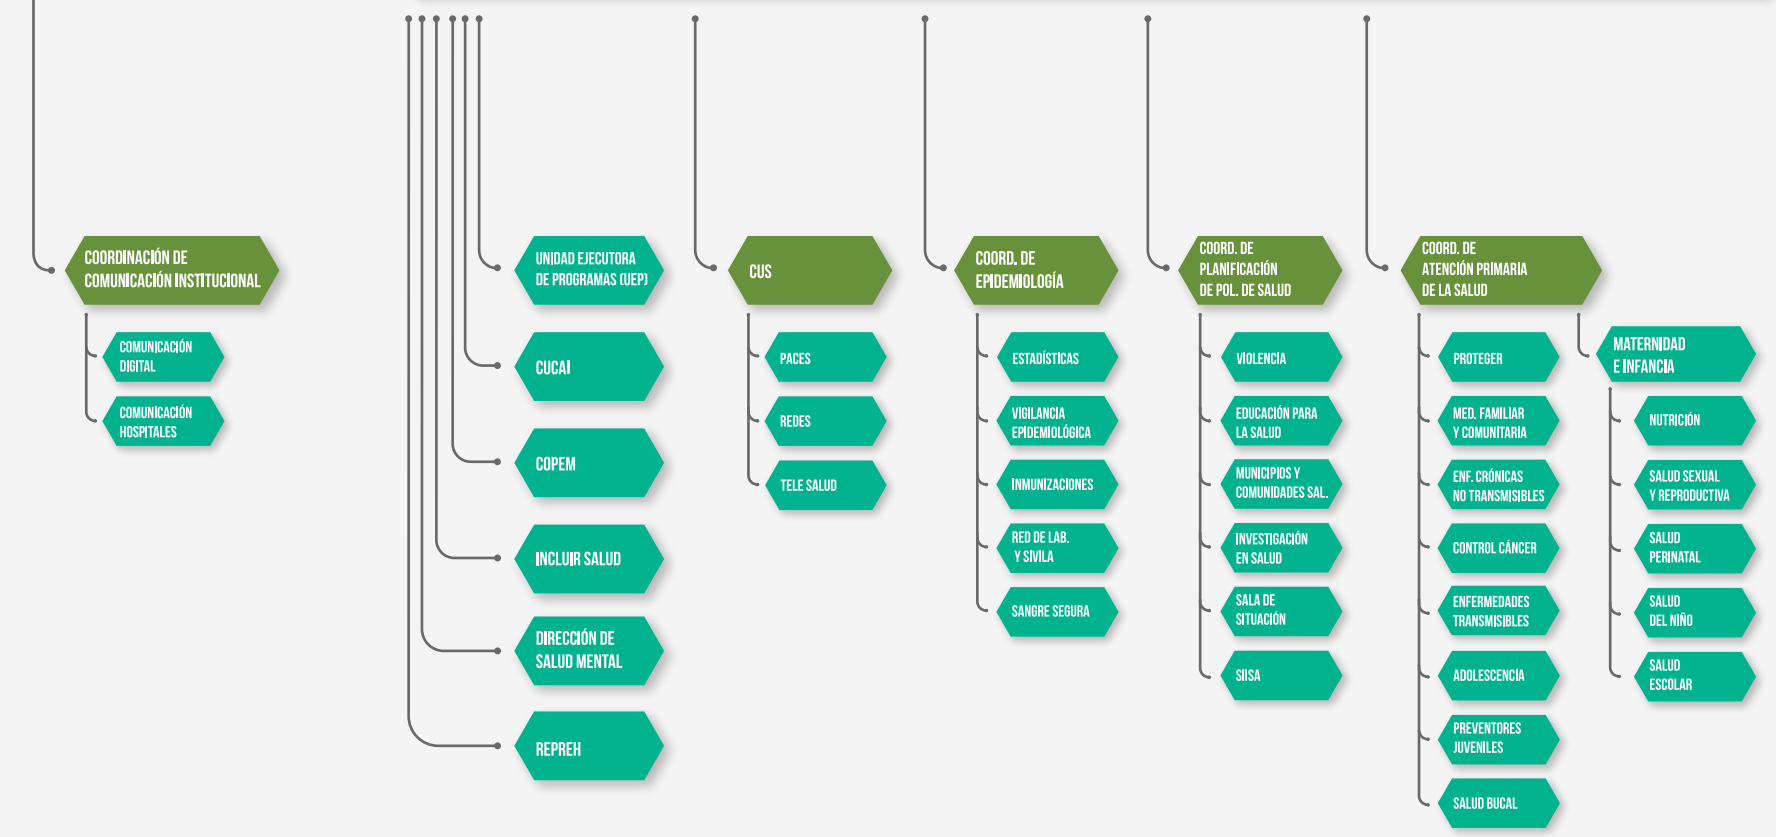 COORDINACIÓN DE
COMUNICACIÓN INSTITUCIONAL
COMUNICACIÓN
DIGITAL
COMUNICACIÓN
HOSPITALES
UNIDAD EJECUTORA
DE PROGRAMAS (UEP)
CUCAI
COPEM
INCLUIR SALUD
DIRECCIÓN DE
SALUD MENTAL
REPREH
CUS
PACES
REDES
TELE SALUD
COORD. DE
EPIDEMIOLOGÍA
ESTADÍSTICAS
VIGILANCIA
EPIDEMIOLÓGICA
INMUNIZACIONES
RED DE LAB.
Y SIVILA
SANGRE SEGURA
COORD. DE
PLANIFICACIÓN
DE POL. DE SALUD
VIOLENCIA
EDUCACIÓN PARA
LA SALUD
MUNICIPIOS Y
COMUNIDADES SAL.
INVESTIGACIÓN
EN SALUD
SALA DE
SITUACIÓN
SIISA
COORD. DE
ATENCIÓN PRIMARIA
DE LA SALUD
PROTEGER
MED. FAMILIAR
Y COMUNITARIA
ENF. CRÓNICAS
NO TRANSMISIBLES
CONTROL CÁNCER
ENFERMEDADES
TRANSMISIBLES
ADOLESCENCIA
PREVENTORES
JUVENILES
SALUD BUCAL
MATERNIDAD
E INFANCIA
NUTRICIÓN
SALUD SEXUAL
Y REPRODUCTIVA
SALUD
PERINATAL
SALUD
DEL NIÑO
SALUD
ESCOLAR